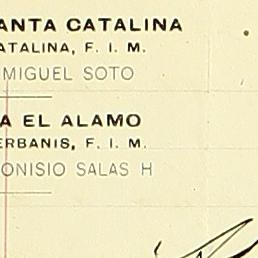 ANTA CATALINA
ATALINA, F. I. M.
MIGUEL SOTO
A EL ALAMO
ERBANIS, F. I. M.
ONISIO SALAS H